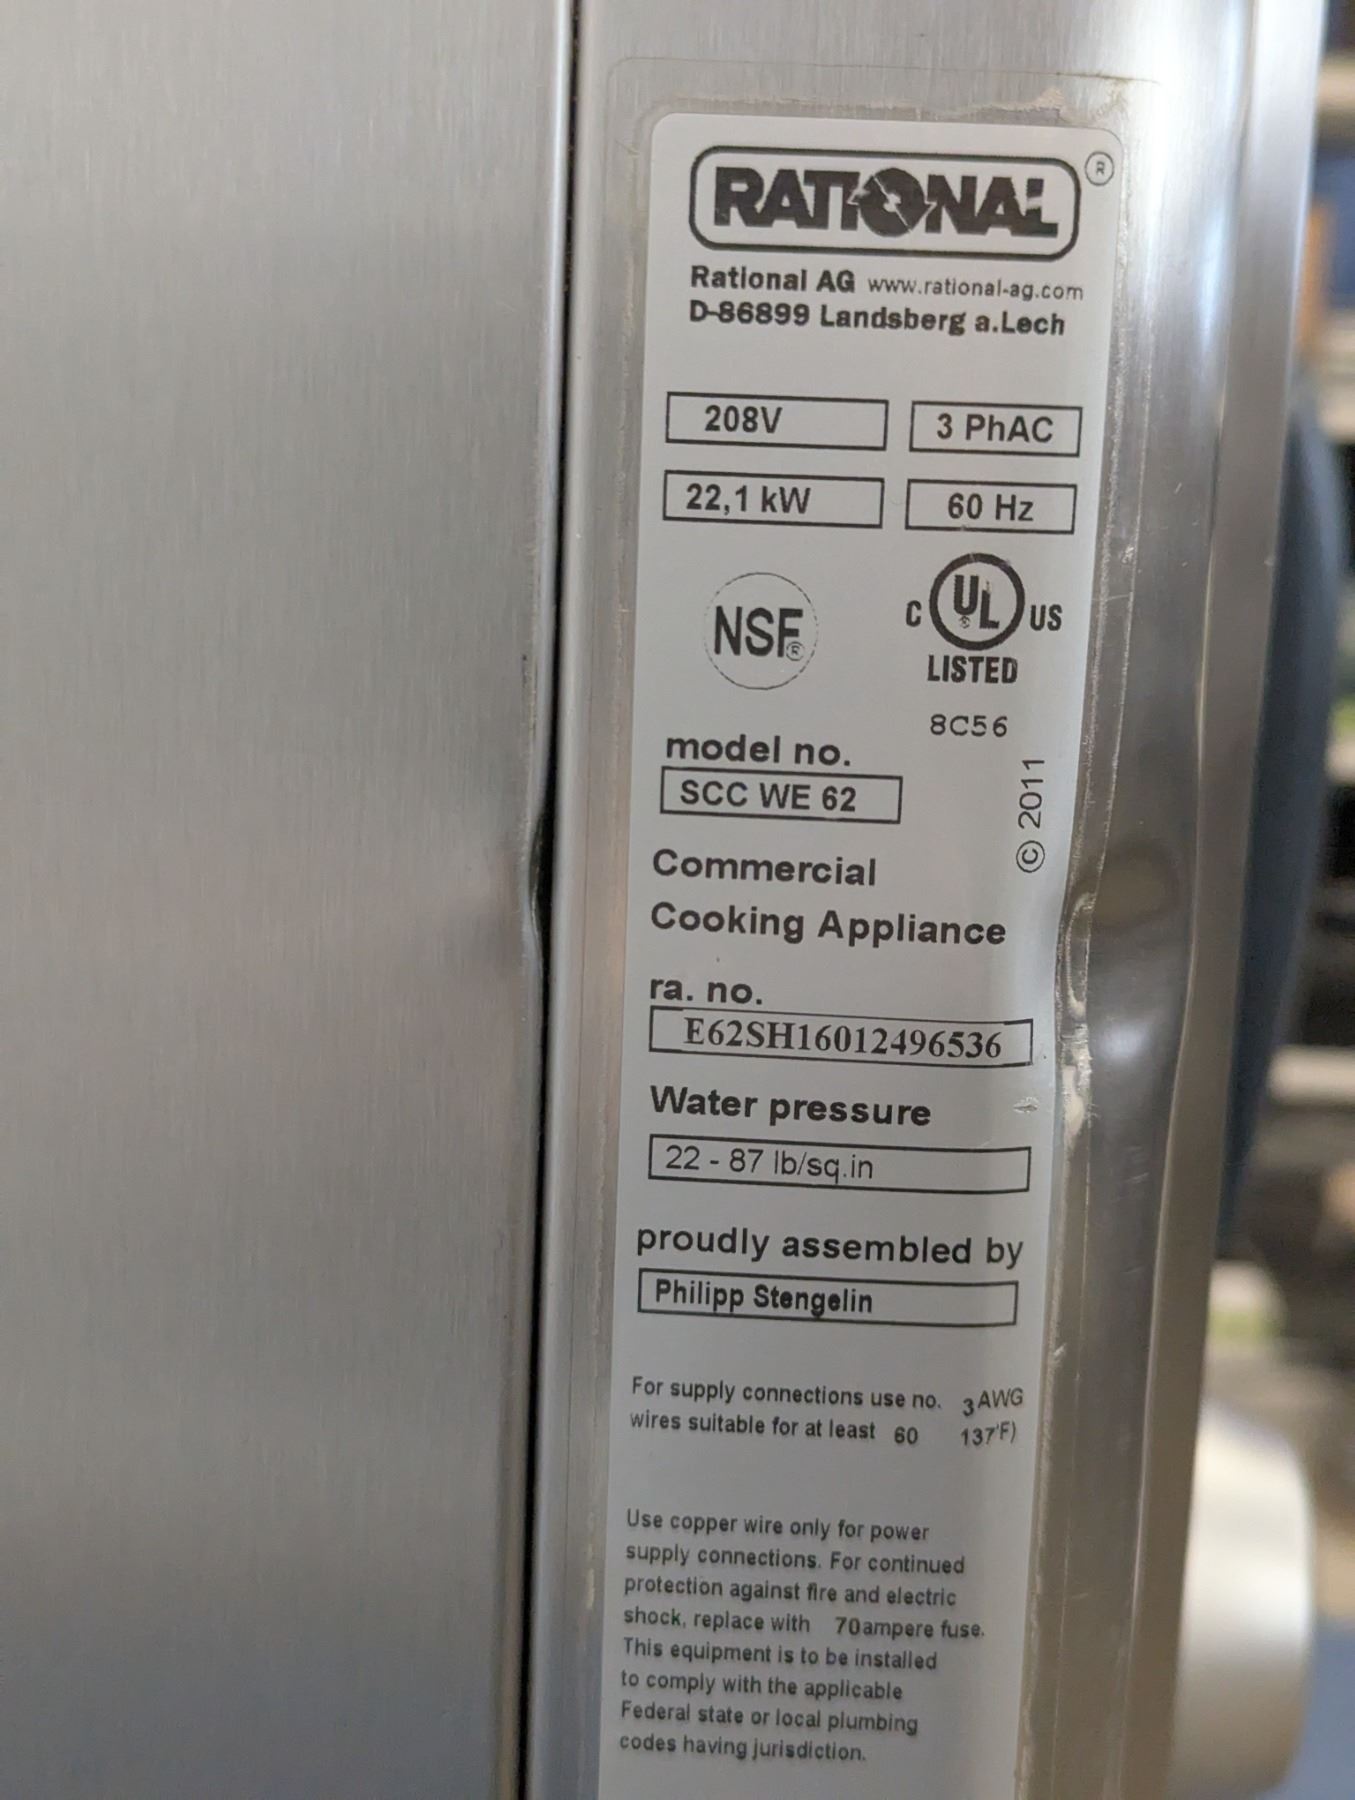 RATIONAL ®
Rational AG www.rational-ag.com
D-86899 Landsberg a.Lech
208V 3 PhAC
22,1 kW 60 Hz
NSF® C UL® US
LISTED
8C56
model no.
SCC WE 62
© 2011
Commercial
Cooking Appliance
ra. no.
E62SH16012496536
Water pressure
22 - 87 lb/sq.in
proudly assembled by
Philipp Stengelin
For supply connections use no. 3 AWG
wires suitable for at least 60 137°F)
Use copper wire only for power
supply connections. For continued
protection against fire and electric
shock, replace with 70ampere fuse.
This equipment is to be installed
to comply with the applicable
Federal state or local plumbing
codes having jurisdiction.